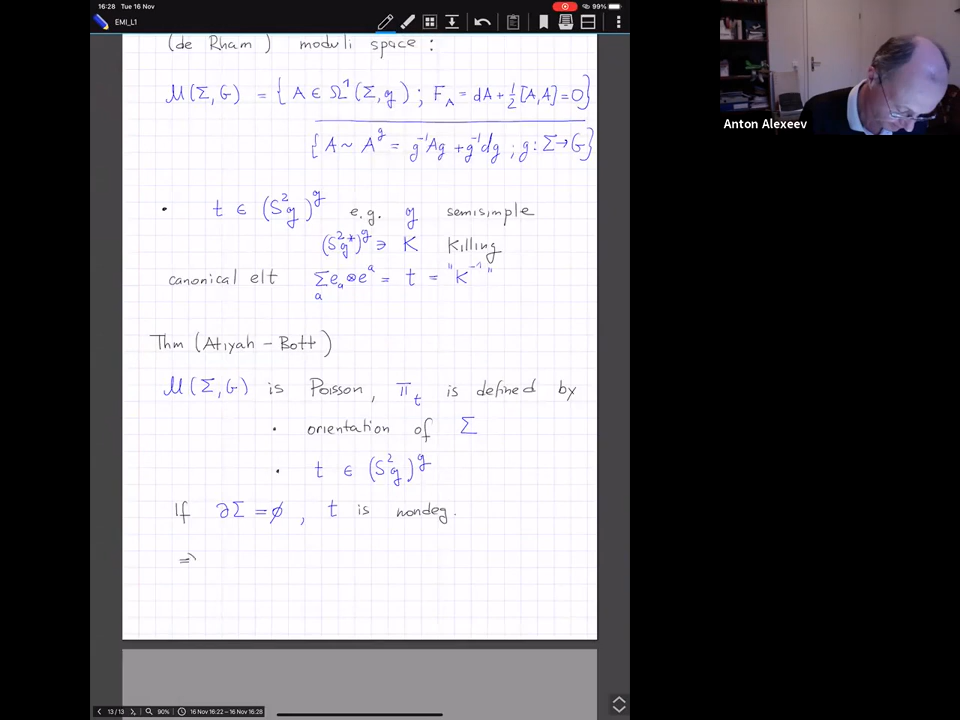 16:28 Tue 16 Nov
99%
EMI_L1
(de Rham) moduli space :
M(Σ, G) = { A ∈ Ω¹(Σ, g) ; F_A = dA + ½[A, A] = 0}
{ A ~ A^g = g⁻¹Ag + g⁻¹dg ; g: Σ → G}
• t ∈ (S²g)^g e.g. g semisimple
(S²g*)^g ∋ K Killing
canonical elt Σ_a e_a ⊗ e^a = t = "K⁻¹"
Thm (Atiyah - Bott)
M(Σ, G) is Poisson, π_t is defined by
• orientation of Σ
• t ∈ (S²g)^g
If ∂Σ = ∅, t is nondeg.
⇒
13/13 90% 16 Nov 16:22 – 16 Nov 16:28
Anton Alexeev